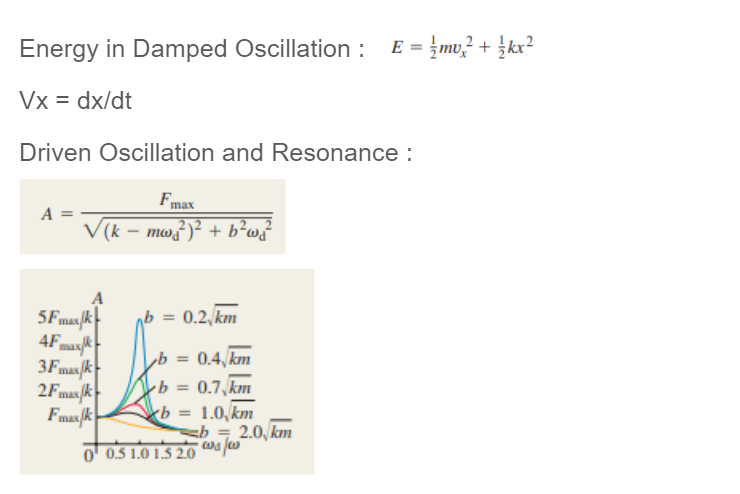 Energy in Damped Oscillation : E = ½mvₓ² + ½kx²
Vx = dx/dt
Driven Oscillation and Resonance :
A = Fmax / √((k − mωd²)² + b²ωd²)
A
5Fmax/k b = 0.2√km
4Fmax/k
3Fmax/k b = 0.4√km
2Fmax/k b = 0.7√km
Fmax/k b = 1.0√km
b = 2.0√km
0 0.5 1.0 1.5 2.0 ωd/ω